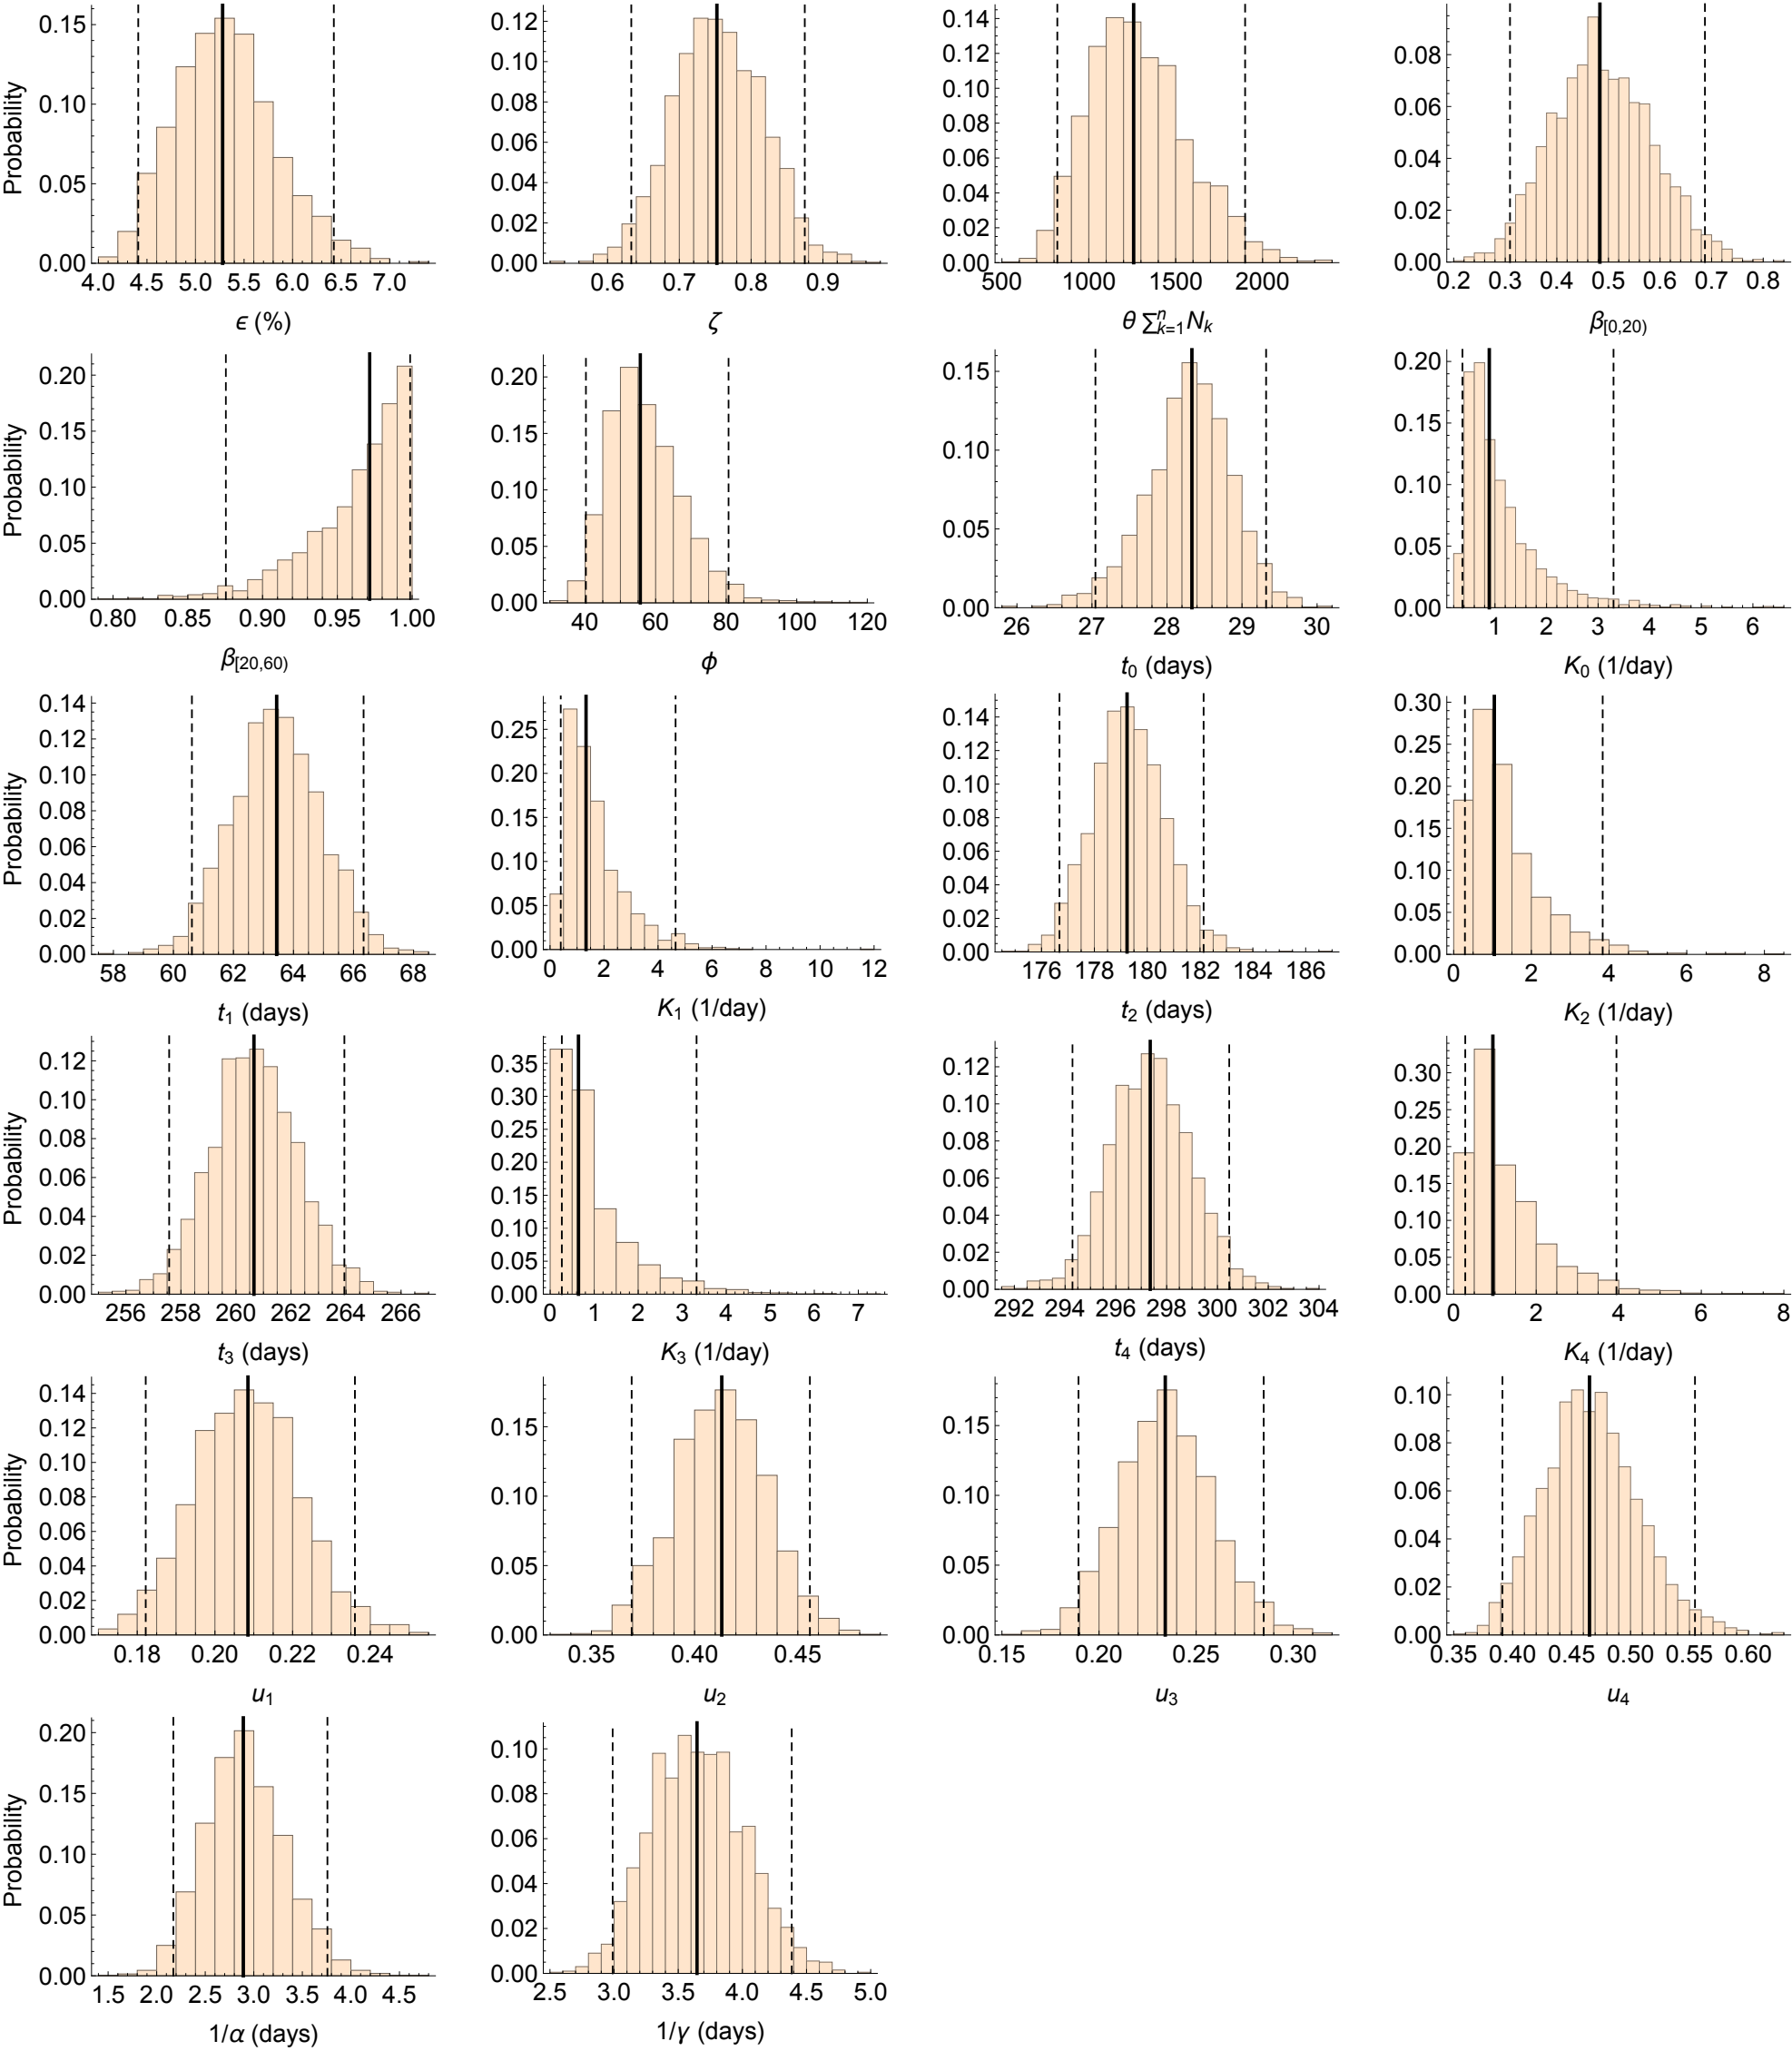 Probability
0.15
0.10
0.05
0.00
4.0 4.5 5.0 5.5 6.0 6.5 7.0
ϵ (%)
0.12
0.10
0.08
0.06
0.04
0.02
0.00
0.6 0.7 0.8 0.9
ζ
0.14
0.12
0.10
0.08
0.06
0.04
0.02
0.00
500 1000 1500 2000
θ ∑ⁿₖ₌₁ Nₖ
0.08
0.06
0.04
0.02
0.00
0.2 0.3 0.4 0.5 0.6 0.7 0.8
β[0,20)
Probability
0.20
0.15
0.10
0.05
0.00
0.80 0.85 0.90 0.95 1.00
β[20,60)
0.20
0.15
0.10
0.05
0.00
40 60 80 100 120
ϕ
0.15
0.10
0.05
0.00
26 27 28 29 30
t₀ (days)
0.20
0.15
0.10
0.05
0.00
1 2 3 4 5 6
K₀ (1/day)
Probability
0.14
0.12
0.10
0.08
0.06
0.04
0.02
0.00
58 60 62 64 66 68
t₁ (days)
0.25
0.20
0.15
0.10
0.05
0.00
0 2 4 6 8 10 12
K₁ (1/day)
0.14
0.12
0.10
0.08
0.06
0.04
0.02
0.00
176 178 180 182 184 186
t₂ (days)
0.30
0.25
0.20
0.15
0.10
0.05
0.00
0 2 4 6 8
K₂ (1/day)
Probability
0.12
0.10
0.08
0.06
0.04
0.02
0.00
256 258 260 262 264 266
t₃ (days)
0.35
0.30
0.25
0.20
0.15
0.10
0.05
0.00
0 1 2 3 4 5 6 7
K₃ (1/day)
0.12
0.10
0.08
0.06
0.04
0.02
0.00
292 294 296 298 300 302 304
t₄ (days)
0.30
0.25
0.20
0.15
0.10
0.05
0.00
0 2 4 6 8
K₄ (1/day)
Probability
0.14
0.12
0.10
0.08
0.06
0.04
0.02
0.00
0.18 0.20 0.22 0.24
u₁
0.15
0.10
0.05
0.00
0.35 0.40 0.45
u₂
0.15
0.10
0.05
0.00
0.15 0.20 0.25 0.30
u₃
0.10
0.08
0.06
0.04
0.02
0.00
0.35 0.40 0.45 0.50 0.55 0.60
u₄
Probability
0.20
0.15
0.10
0.05
0.00
1.5 2.0 2.5 3.0 3.5 4.0 4.5
1/α (days)
0.10
0.08
0.06
0.04
0.02
0.00
2.5 3.0 3.5 4.0 4.5 5.0
1/γ (days)